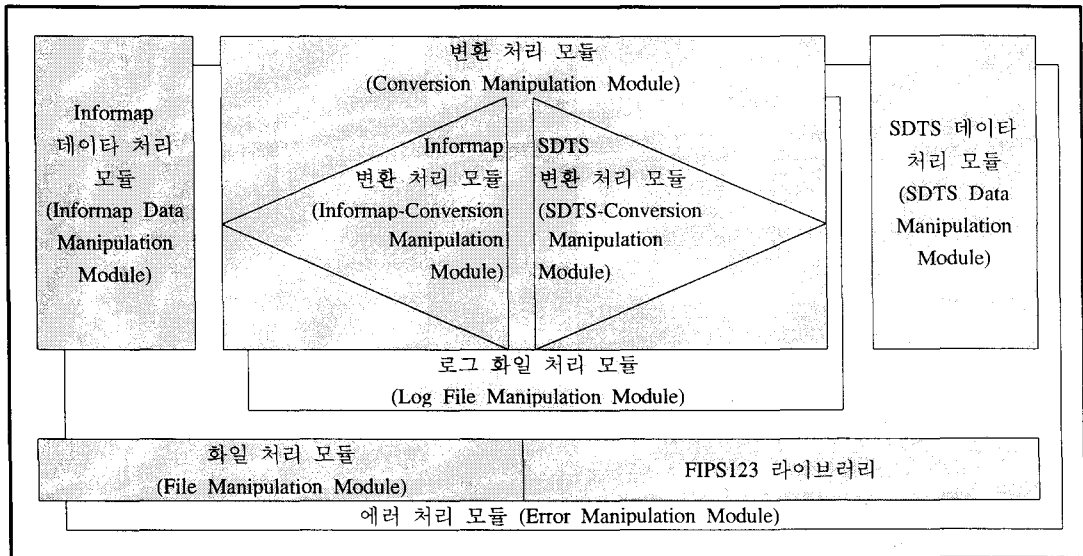 변환 처리 모듈
(Conversion Manipulation Module)
Informap
데이타 처리
모듈
(Informap Data
Manipulation
Module)
Informap
변환 처리 모듈
(Informap-Conversion
Manipulation
Module)
SDTS
변환 처리 모듈
(SDTS-Conversion
Manipulation
Module)
SDTS 데이타
처리 모듈
(SDTS Data
Manipulation
Module)
로그 화일 처리 모듈
(Log File Manipulation Module)
화일 처리 모듈
(File Manipulation Module)
FIPS123 라이브러리
에러 처리 모듈 (Error Manipulation Module)